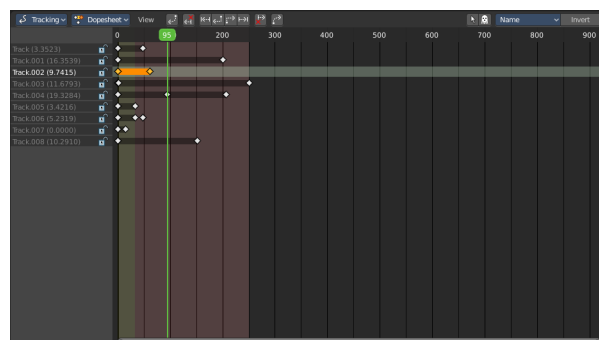 Tracking Dopesheet View Name Invert
0 95 200 300 400 500 600 700 800 900
Track (3.3523)
Track.001 (16.3539)
Track.002 (9.7415)
Track.003 (11.6793)
Track.004 (19.3284)
Track.005 (3.4216)
Track.006 (5.2319)
Track.007 (0.0000)
Track.008 (10.2910)